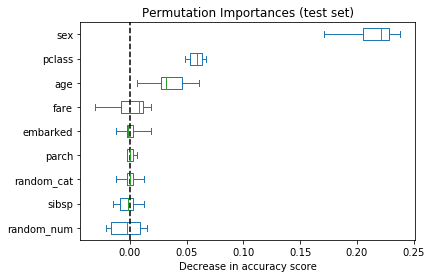 Permutation Importances (test set)
sex
pclass
age
fare
embarked
parch
random_cat
sibsp
random_num
0.00 0.05 0.10 0.15 0.20 0.25
Decrease in accuracy score